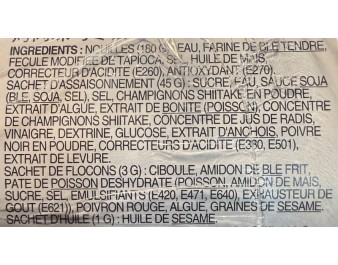 INGREDIENTS : NOUILLES (180 G) : EAU, FARINE DE BLE TENDRE,
FECULE MODIFIEE DE TAPIOCA, SEL, HUILE DE MAIS,
CORRECTEUR D'ACIDITE (E260), ANTIOXYDANT (E270).
SACHET D'ASSAISONNEMENT (45 G) : SUCRE, EAU, SAUCE SOJA
(BLE, SOJA, SEL), SEL, CHAMPIGNONS SHIITAKE EN POUDRE,
EXTRAIT D'ALGUE, EXTRAIT DE BONITE (POISSON), CONCENTRE
DE CHAMPIGNONS SHIITAKE, CONCENTRE DE JUS DE RADIS,
VINAIGRE, DEXTRINE, GLUCOSE, EXTRAIT D'ANCHOIS, POIVRE
NOIR EN POUDRE, CORRECTEURS D'ACIDITE (E330, E501),
EXTRAIT DE LEVURE.
SACHET DE FLOCONS (3 G) : CIBOULE, AMIDON DE BLE FRIT,
PATE DE POISSON DESHYDRATE (POISSON, AMIDON DE MAIS,
SUCRE, SEL, EMULSIFIANTS (E420, E471, E640), EXHAUSTEUR DE
GOUT (E621)), POIVRON ROUGE, ALGUE, GRAINES DE SESAME.
SACHET D'HUILE (1 G) : HUILE DE SESAME.